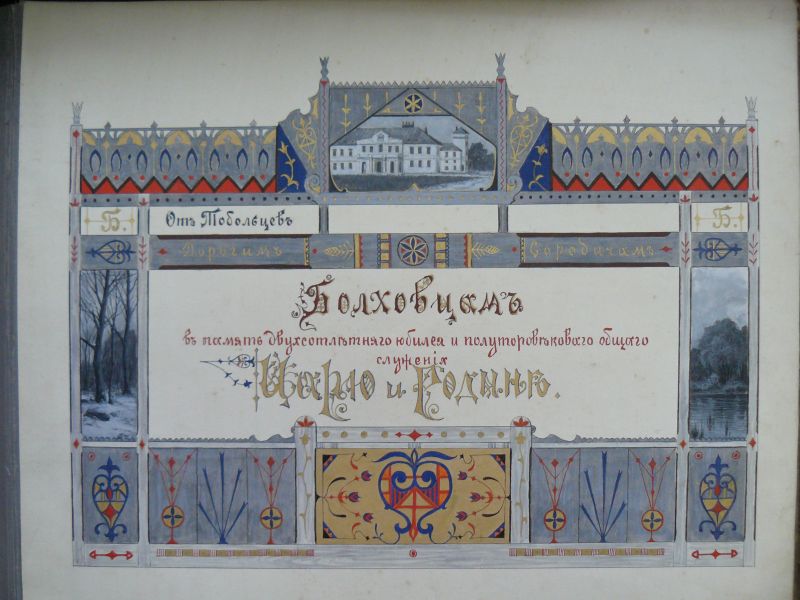 Б. Отъ Тобольцевъ Б.
Дорогимъ Сородичамъ
Болховцамъ
въ память двухсотлѣтняго юбилея и полуторовѣковаго общаго
служенія
Царю и Родинѣ.